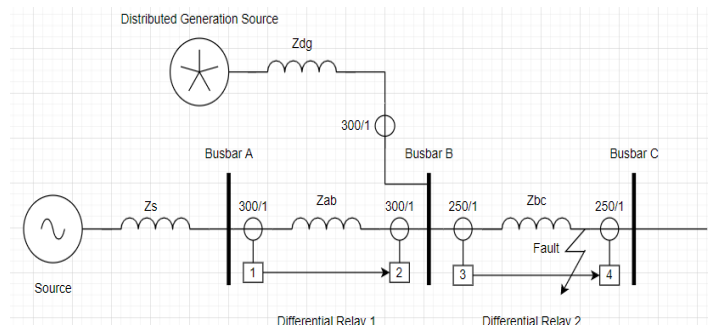 Distributed Generation Source
Zdg
300/1
Busbar A
Busbar B
Busbar C
Zs
300/1
Zab
300/1
250/1
Zbc
250/1
Fault
1
2
3
4
Source
Differential Relay 1
Differential Relay 2